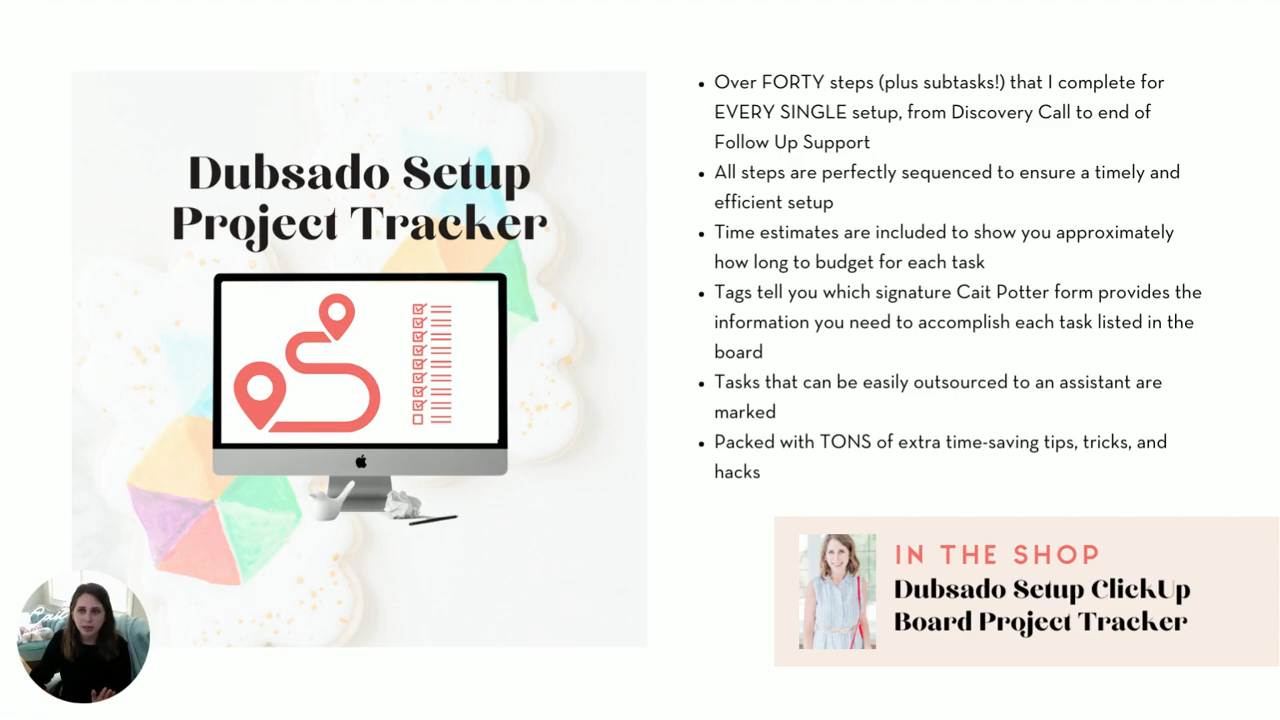 Dubsado Setup
Project Tracker
• Over FORTY steps (plus subtasks!) that I complete for
EVERY SINGLE setup, from Discovery Call to end of
Follow Up Support
• All steps are perfectly sequenced to ensure a timely and
efficient setup
• Time estimates are included to show you approximately
how long to budget for each task
• Tags tell you which signature Cait Potter form provides the
information you need to accomplish each task listed in the
board
• Tasks that can be easily outsourced to an assistant are
marked
• Packed with TONS of extra time-saving tips, tricks, and
hacks
IN THE SHOP
Dubsado Setup ClickUp
Board Project Tracker
Cait